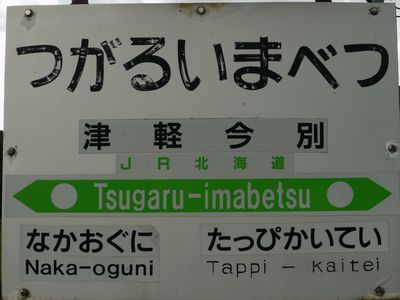 つがるいまべつ
津軽今別
JR北海道
Tsugaru-imabetsu
なかおぐに たっぴかいてい
Naka-oguni Tappi-Kaitei